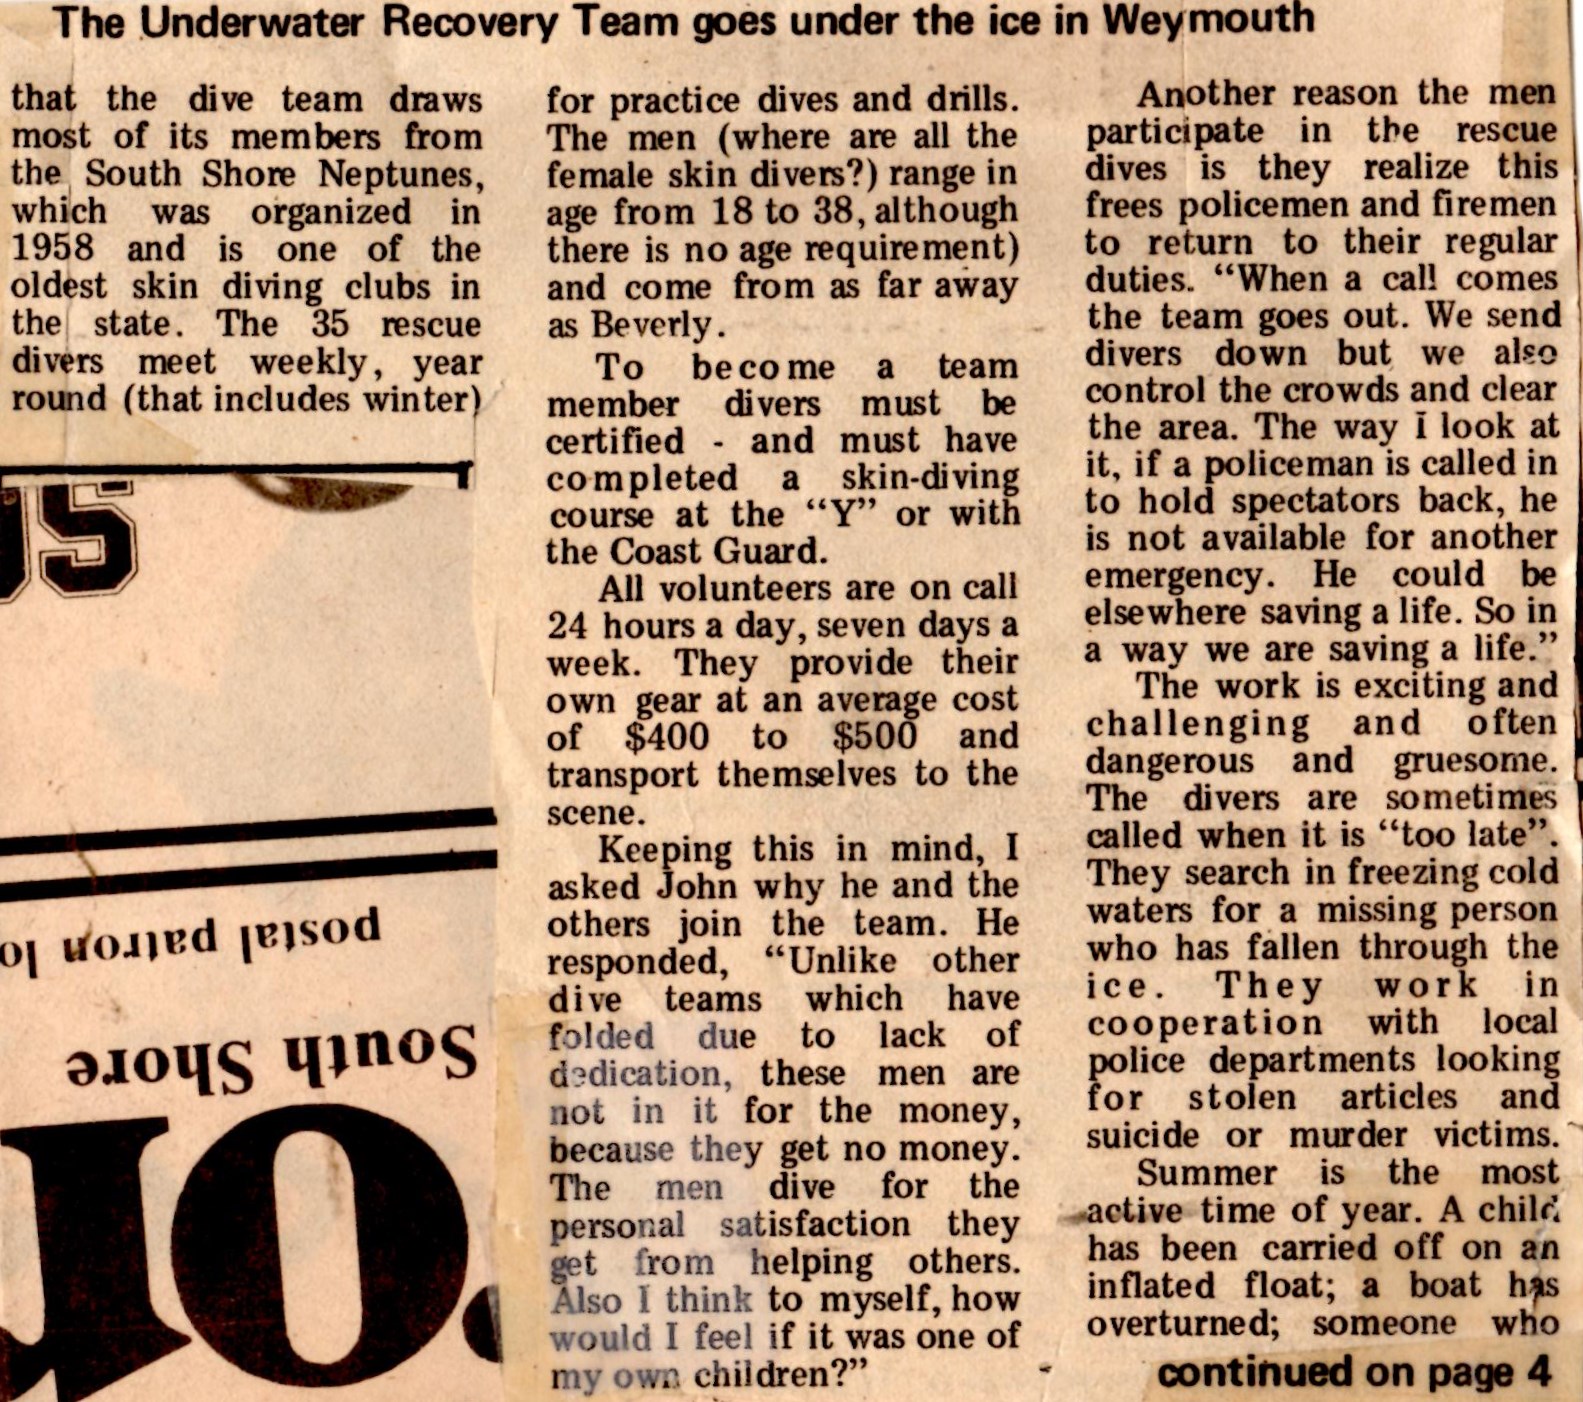 The Underwater Recovery Team goes under the ice in Weymouth
that the dive team draws
most of its members from
the South Shore Neptunes,
which was organized in
1958 and is one of the
oldest skin diving clubs in
the state. The 35 rescue
divers meet weekly, year
round (that includes winter)
for practice dives and drills.
The men (where are all the
female skin divers?) range in
age from 18 to 38, although
there is no age requirement)
and come from as far away
as Beverly.
To become a team
member divers must be
certified - and must have
completed a skin-diving
course at the “Y” or with
the Coast Guard.
All volunteers are on call
24 hours a day, seven days a
week. They provide their
own gear at an average cost
of $400 to $500 and
transport themselves to the
scene.
Keeping this in mind, I
asked John why he and the
others join the team. He
responded, “Unlike other
dive teams which have
folded due to lack of
dedication, these men are
not in it for the money,
because they get no money.
The men dive for the
personal satisfaction they
get from helping others.
Also I think to myself, how
would I feel if it was one of
my own children?”
Another reason the men
participate in the rescue
dives is they realize this
frees policemen and firemen
to return to their regular
duties. “When a call comes
the team goes out. We send
divers down but we also
control the crowds and clear
the area. The way I look at
it, if a policeman is called in
to hold spectators back, he
is not available for another
emergency. He could be
elsewhere saving a life. So in
a way we are saving a life.”
The work is exciting and
challenging and often
dangerous and gruesome.
The divers are sometimes
called when it is “too late”.
They search in freezing cold
waters for a missing person
who has fallen through the
ice. They work in
cooperation with local
police departments looking
for stolen articles and
suicide or murder victims.
Summer is the most
active time of year. A child
has been carried off on an
inflated float; a boat has
overturned; someone who
continued on page 4
South Shore
postal patron lo